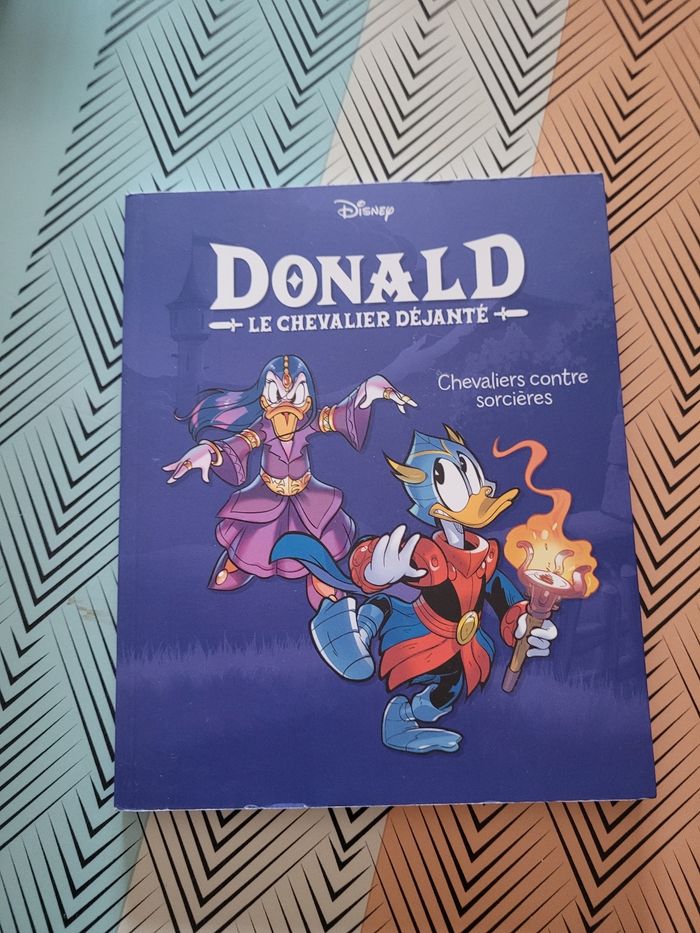 Disney
DONALD
LE CHEVALIER DÉJANTÉ
Chevaliers contre
sorcières